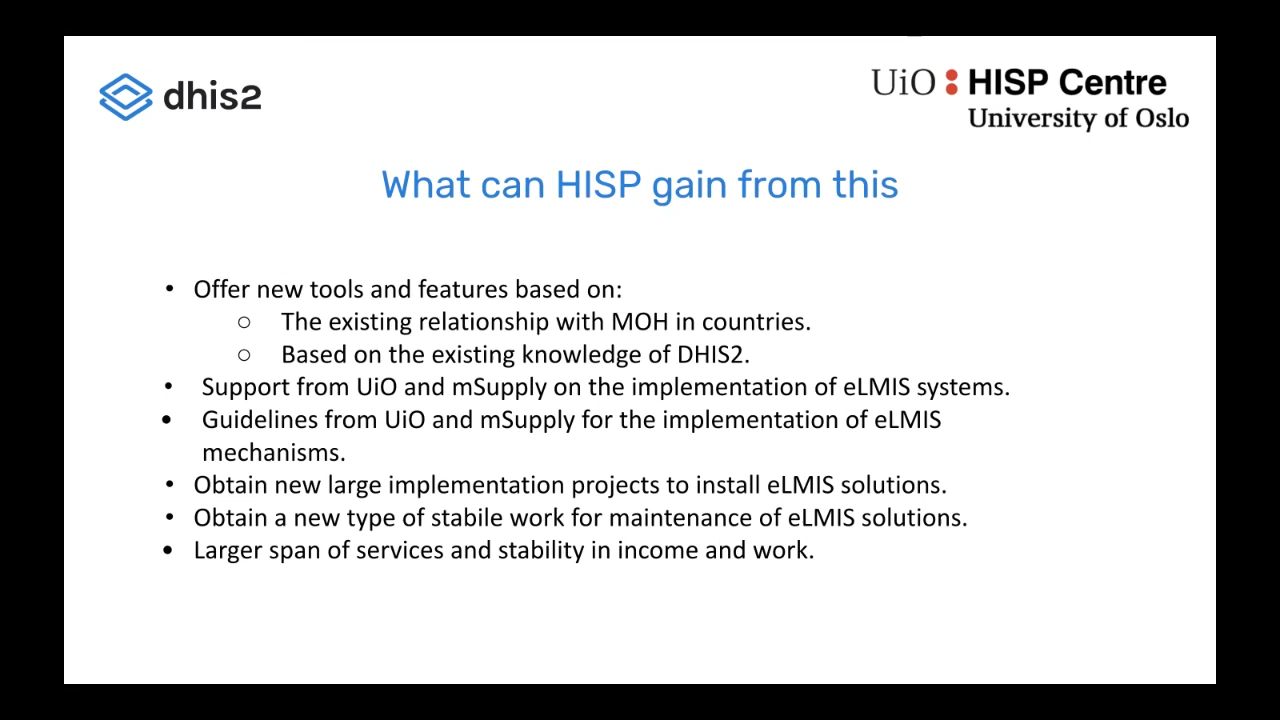 dhis2
UiO : HISP Centre
University of Oslo
What can HISP gain from this
• Offer new tools and features based on:
○ The existing relationship with MOH in countries.
○ Based on the existing knowledge of DHIS2.
• Support from UiO and mSupply on the implementation of eLMIS systems.
• Guidelines from UiO and mSupply for the implementation of eLMIS
mechanisms.
• Obtain new large implementation projects to install eLMIS solutions.
• Obtain a new type of stabile work for maintenance of eLMIS solutions.
• Larger span of services and stability in income and work.